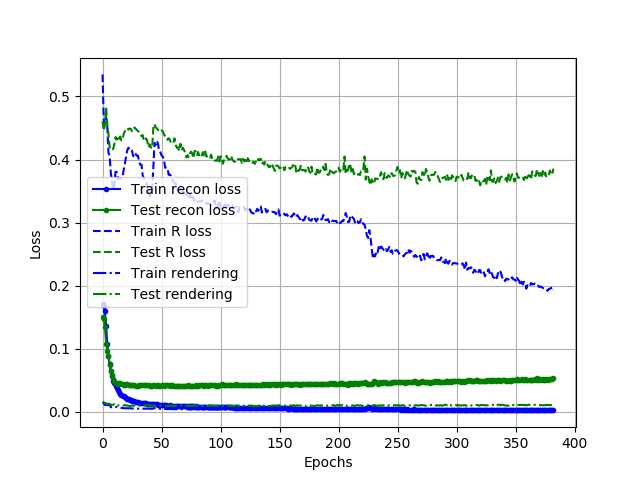 0.5
0.4
0.3
0.2
0.1
0.0
Loss
Train recon loss
Test recon loss
Train R loss
Test R loss
Train rendering
Test rendering
0 50 100 150 200 250 300 350 400
Epochs